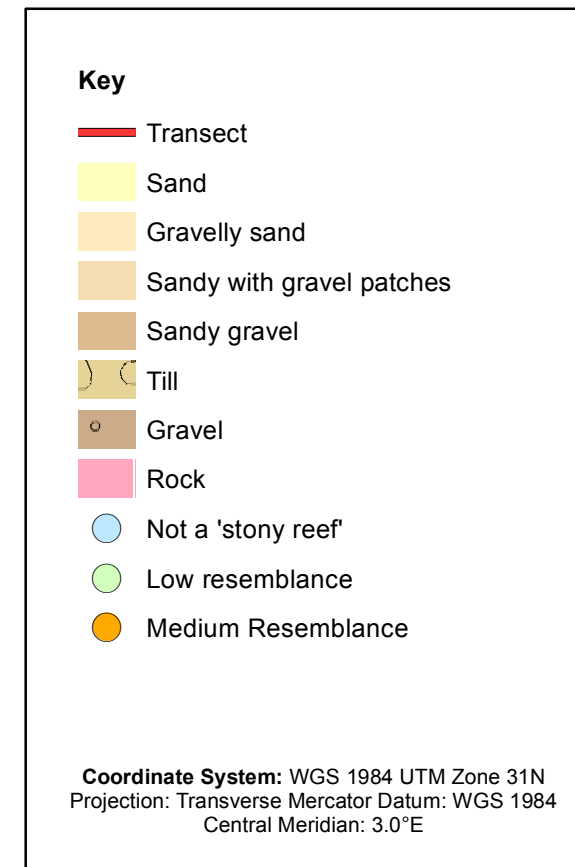 Key
Transect
Sand
Gravelly sand
Sandy with gravel patches
Sandy gravel
Till
Gravel
Rock
Not a 'stony reef'
Low resemblance
Medium Resemblance
Coordinate System: WGS 1984 UTM Zone 31N
Projection: Transverse Mercator Datum: WGS 1984
Central Meridian: 3.0°E